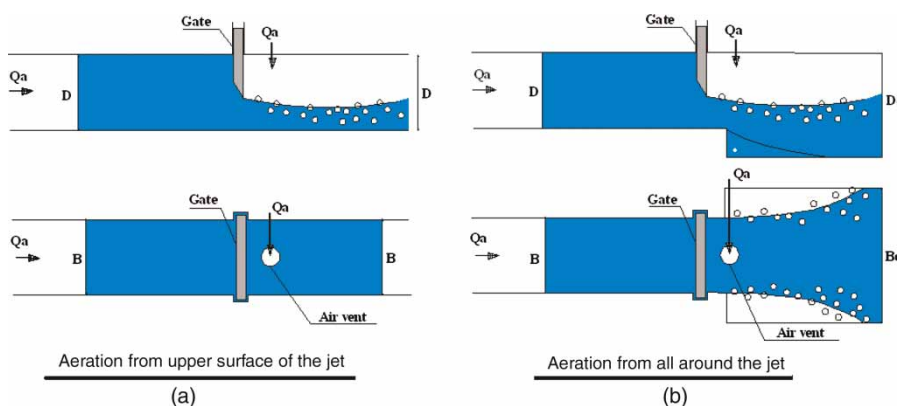 Gate
Qa
Qa
D
D
Gate
Qa
Qa
B
B
Air vent
Aeration from upper surface of the jet
(a)
Gate
Qa
Qa
D
D
Gate
Qa
Qa
B
Be
Air vent
Aeration from all around the jet
(b)